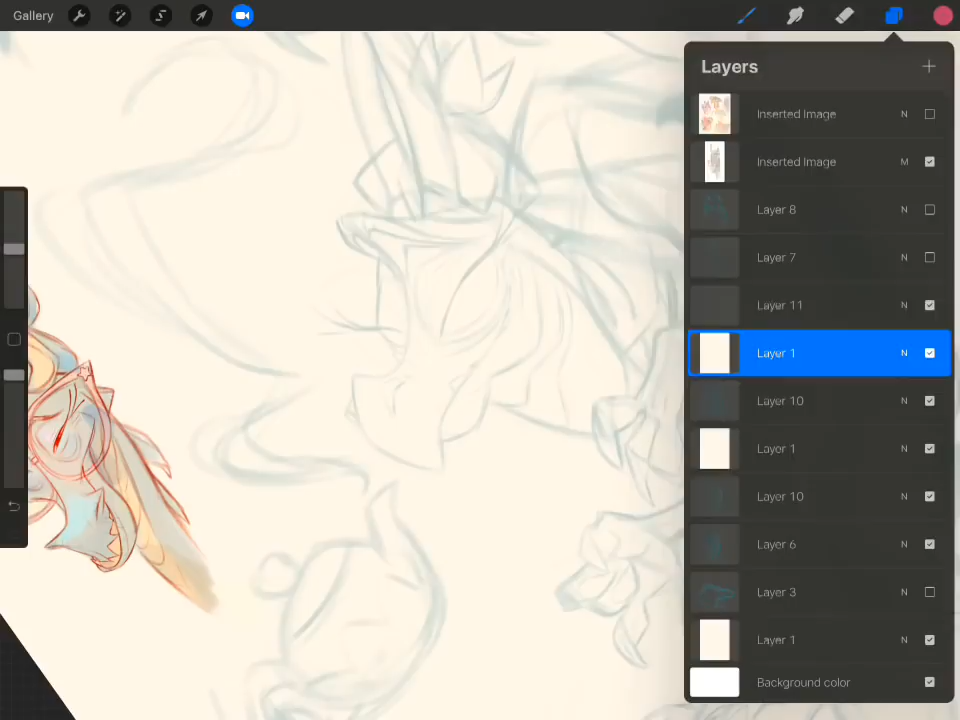 Gallery
Layers
Inserted Image N
Inserted Image M
Layer 8 N
Layer 7 N
Layer 11 N
Layer 1 N
Layer 10 N
Layer 1 N
Layer 10 N
Layer 6 N
Layer 3 N
Layer 1 N
Background color